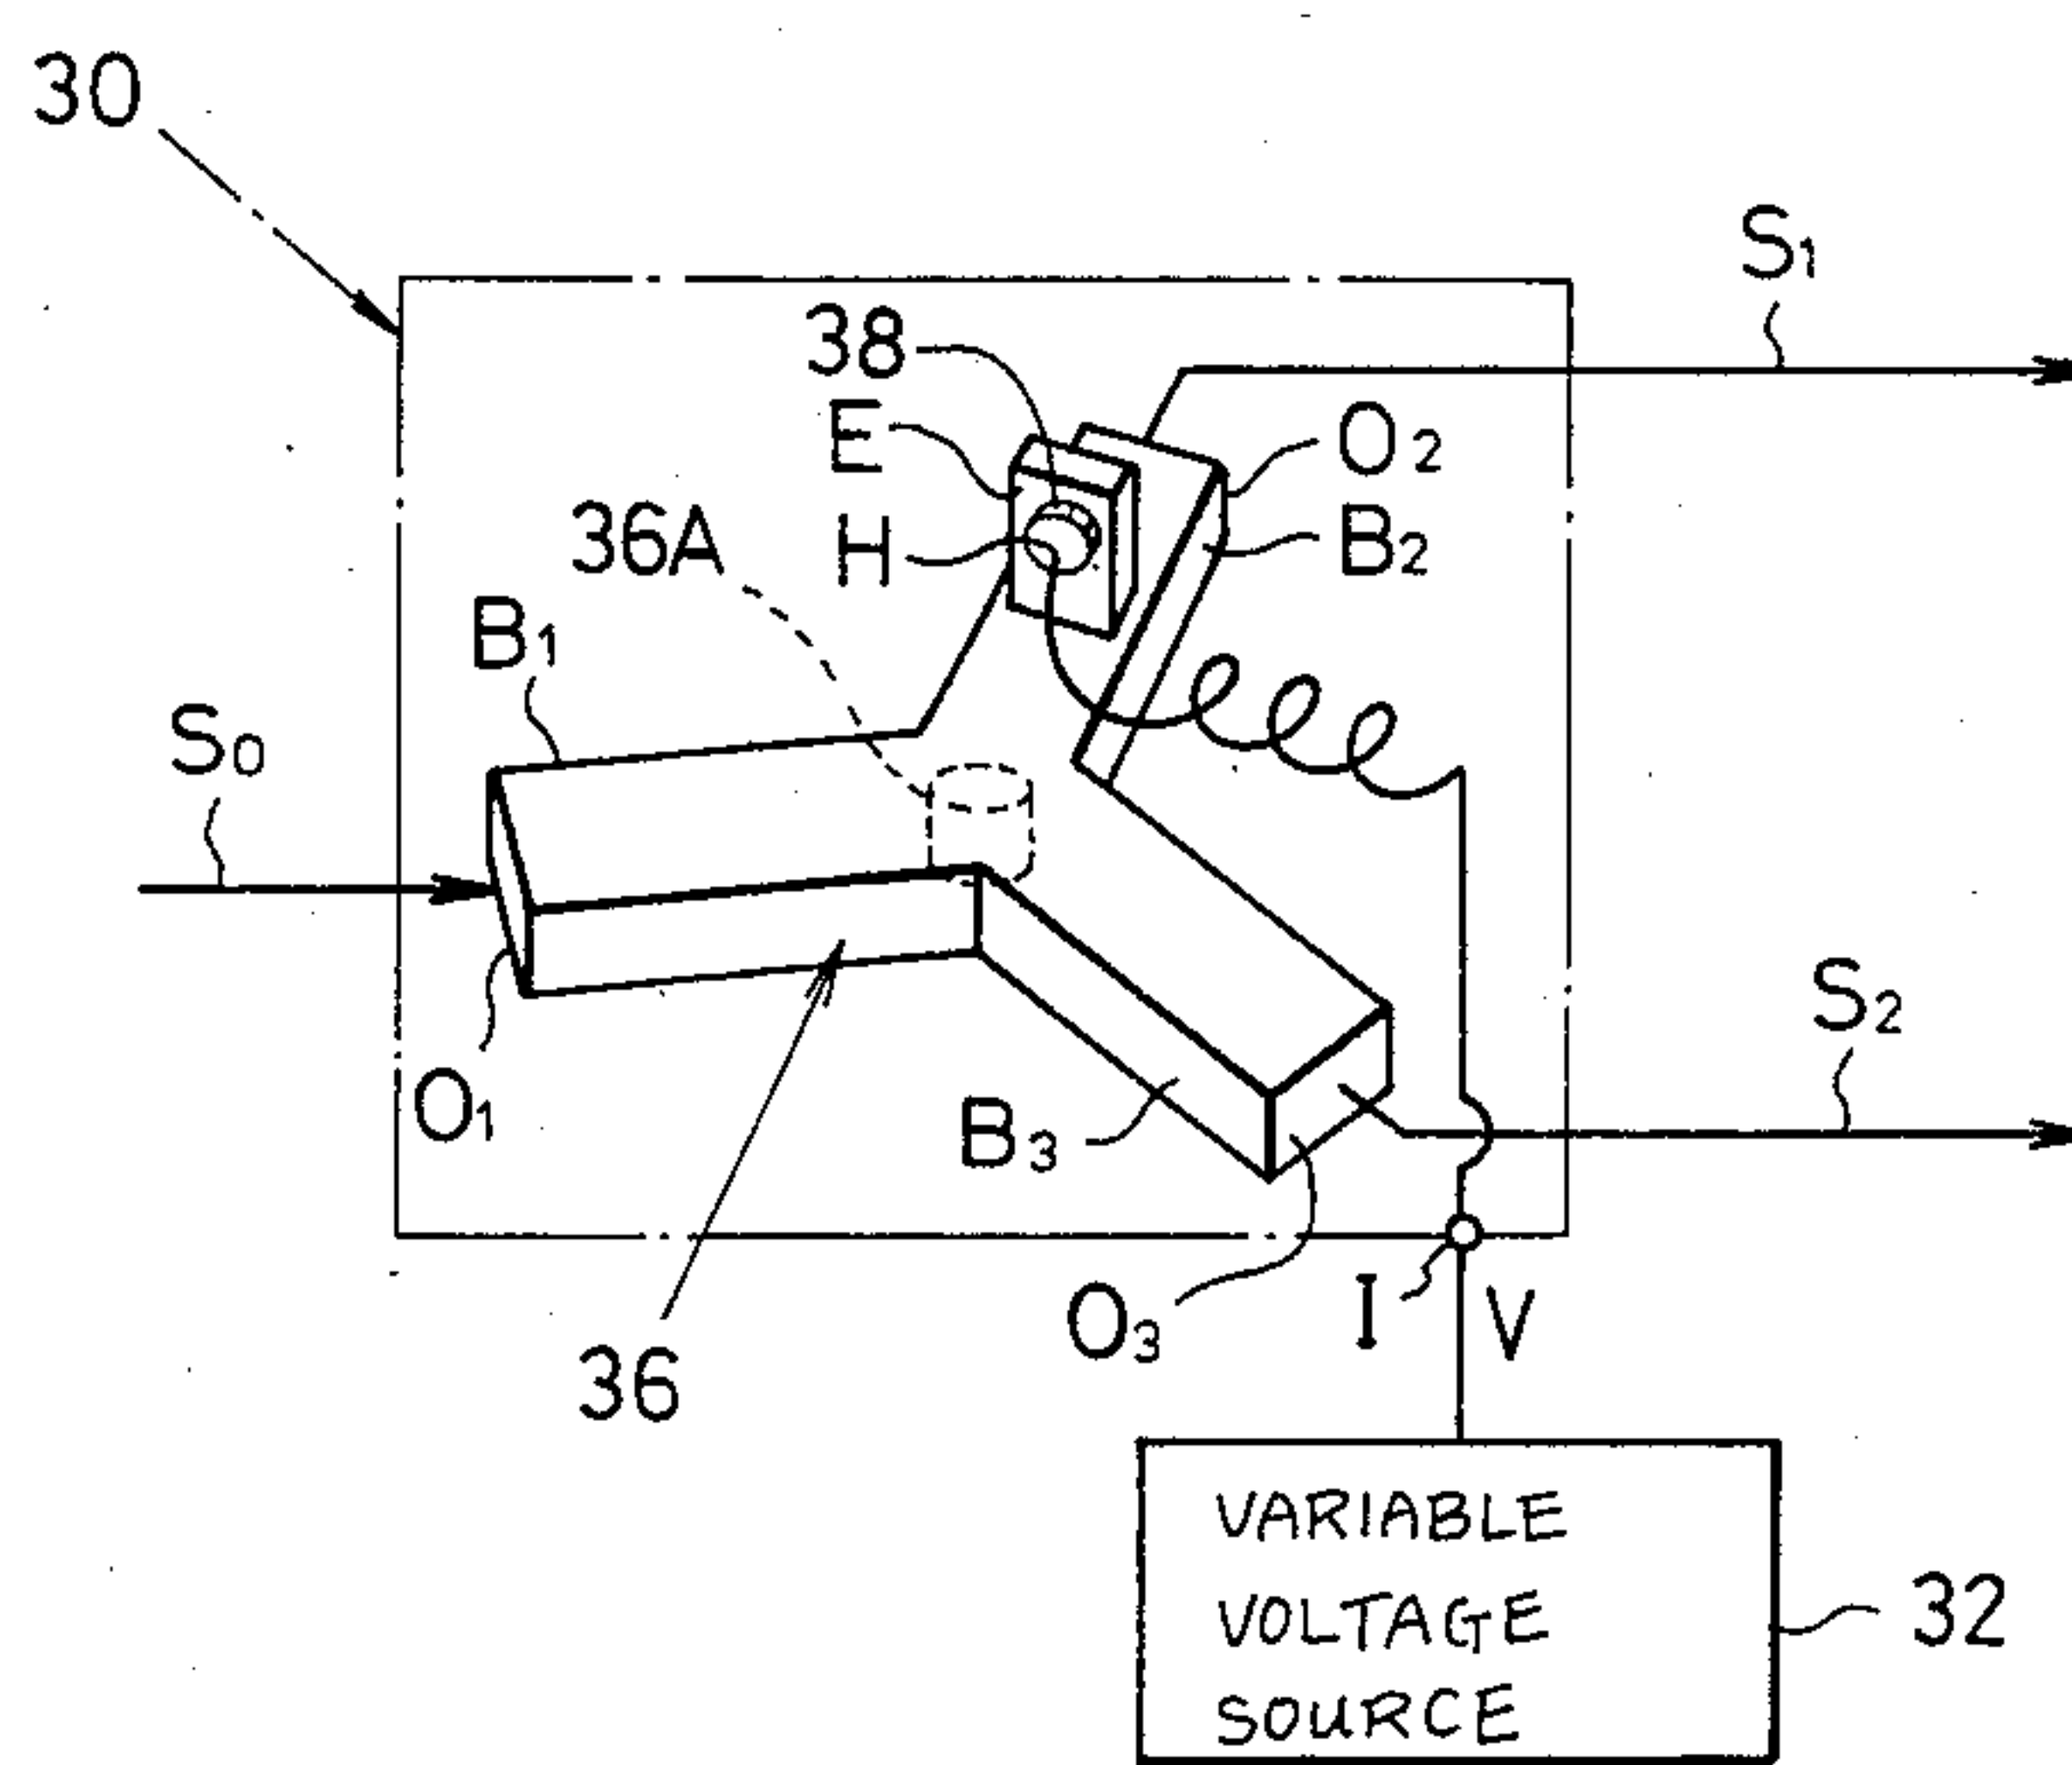 30
S₁
38
E
O₂
36A
H
B₂
B₁
S₀
S₂
O₁
B₃
O₃
I
V
36
VARIABLE
VOLTAGE
SOURCE
32